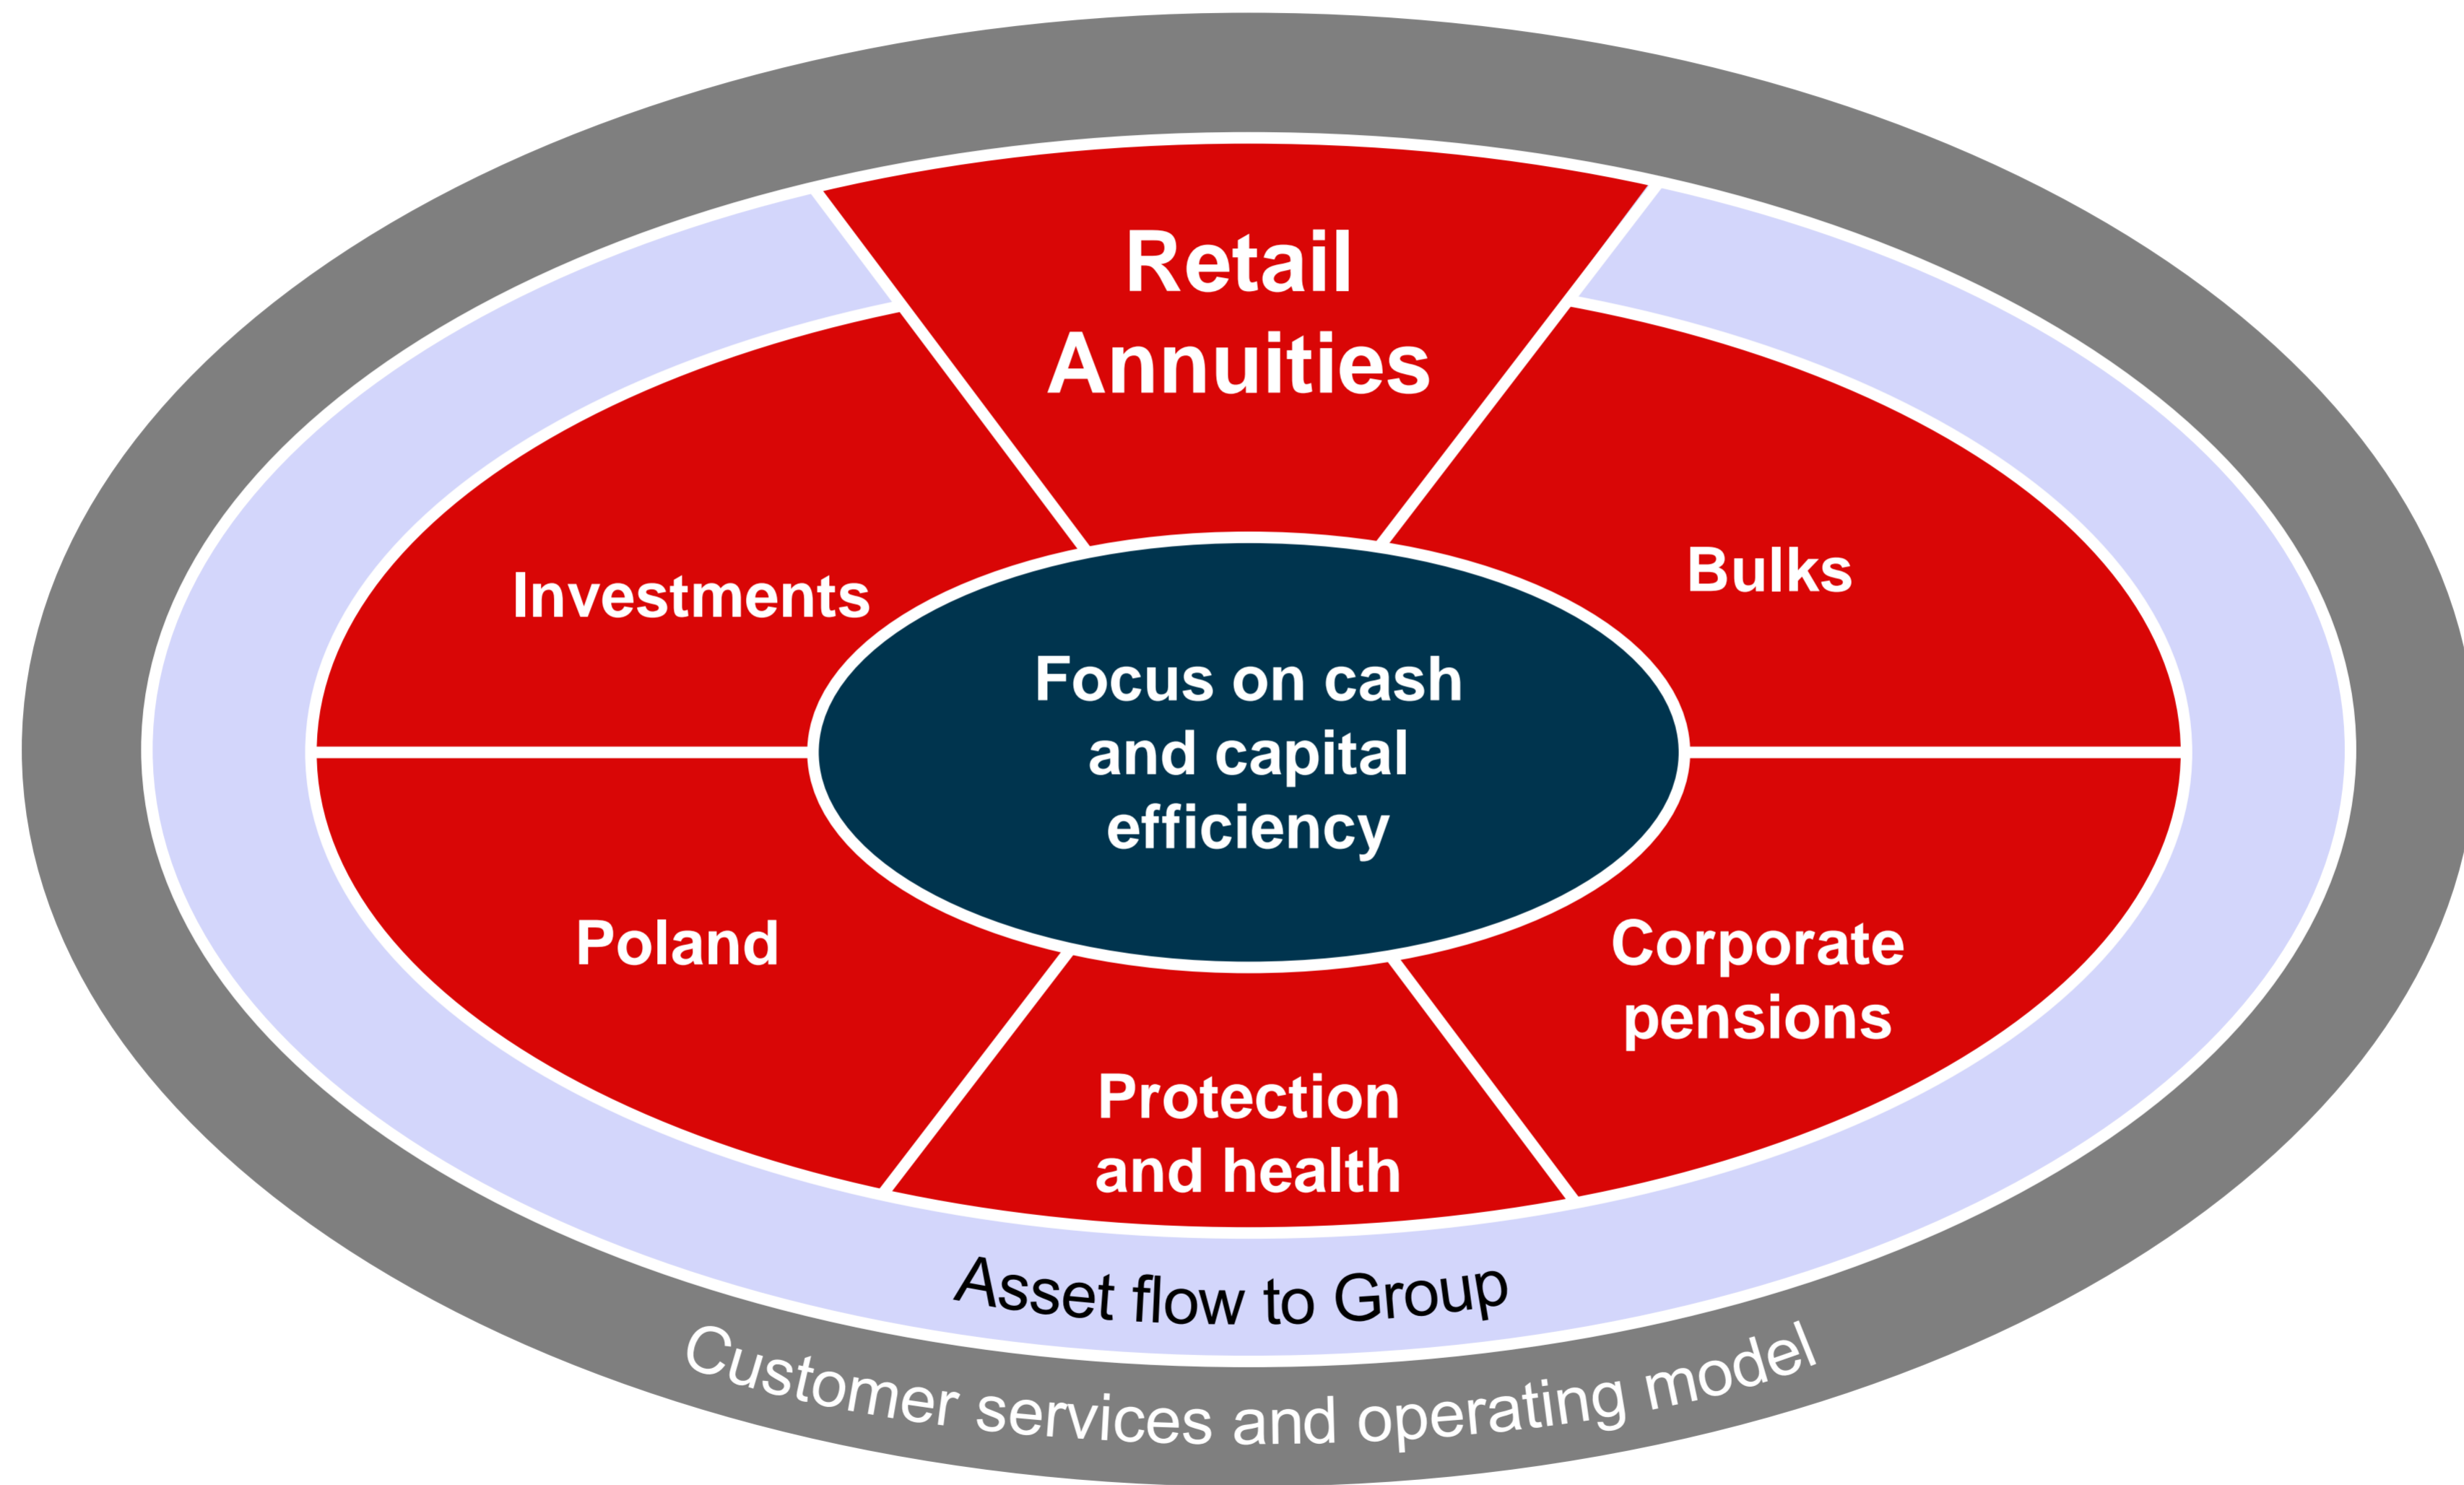 Retail
Annuities
Investments
Bulks
Focus on cash
and capital
efficiency
Poland
Corporate
pensions
Protection
and health
Asset flow to Group
Customer services and operating model